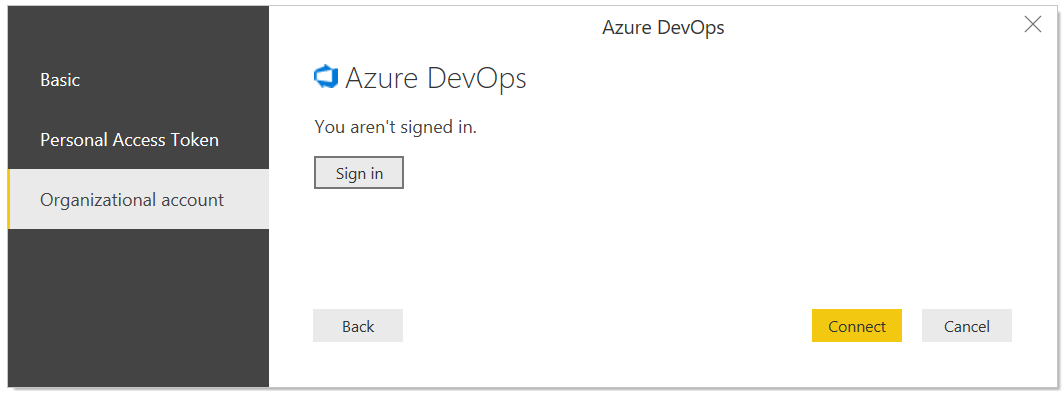 Azure DevOps
Basic
Personal Access Token
Organizational account
Azure DevOps
You aren't signed in.
Sign in
Back
Connect
Cancel